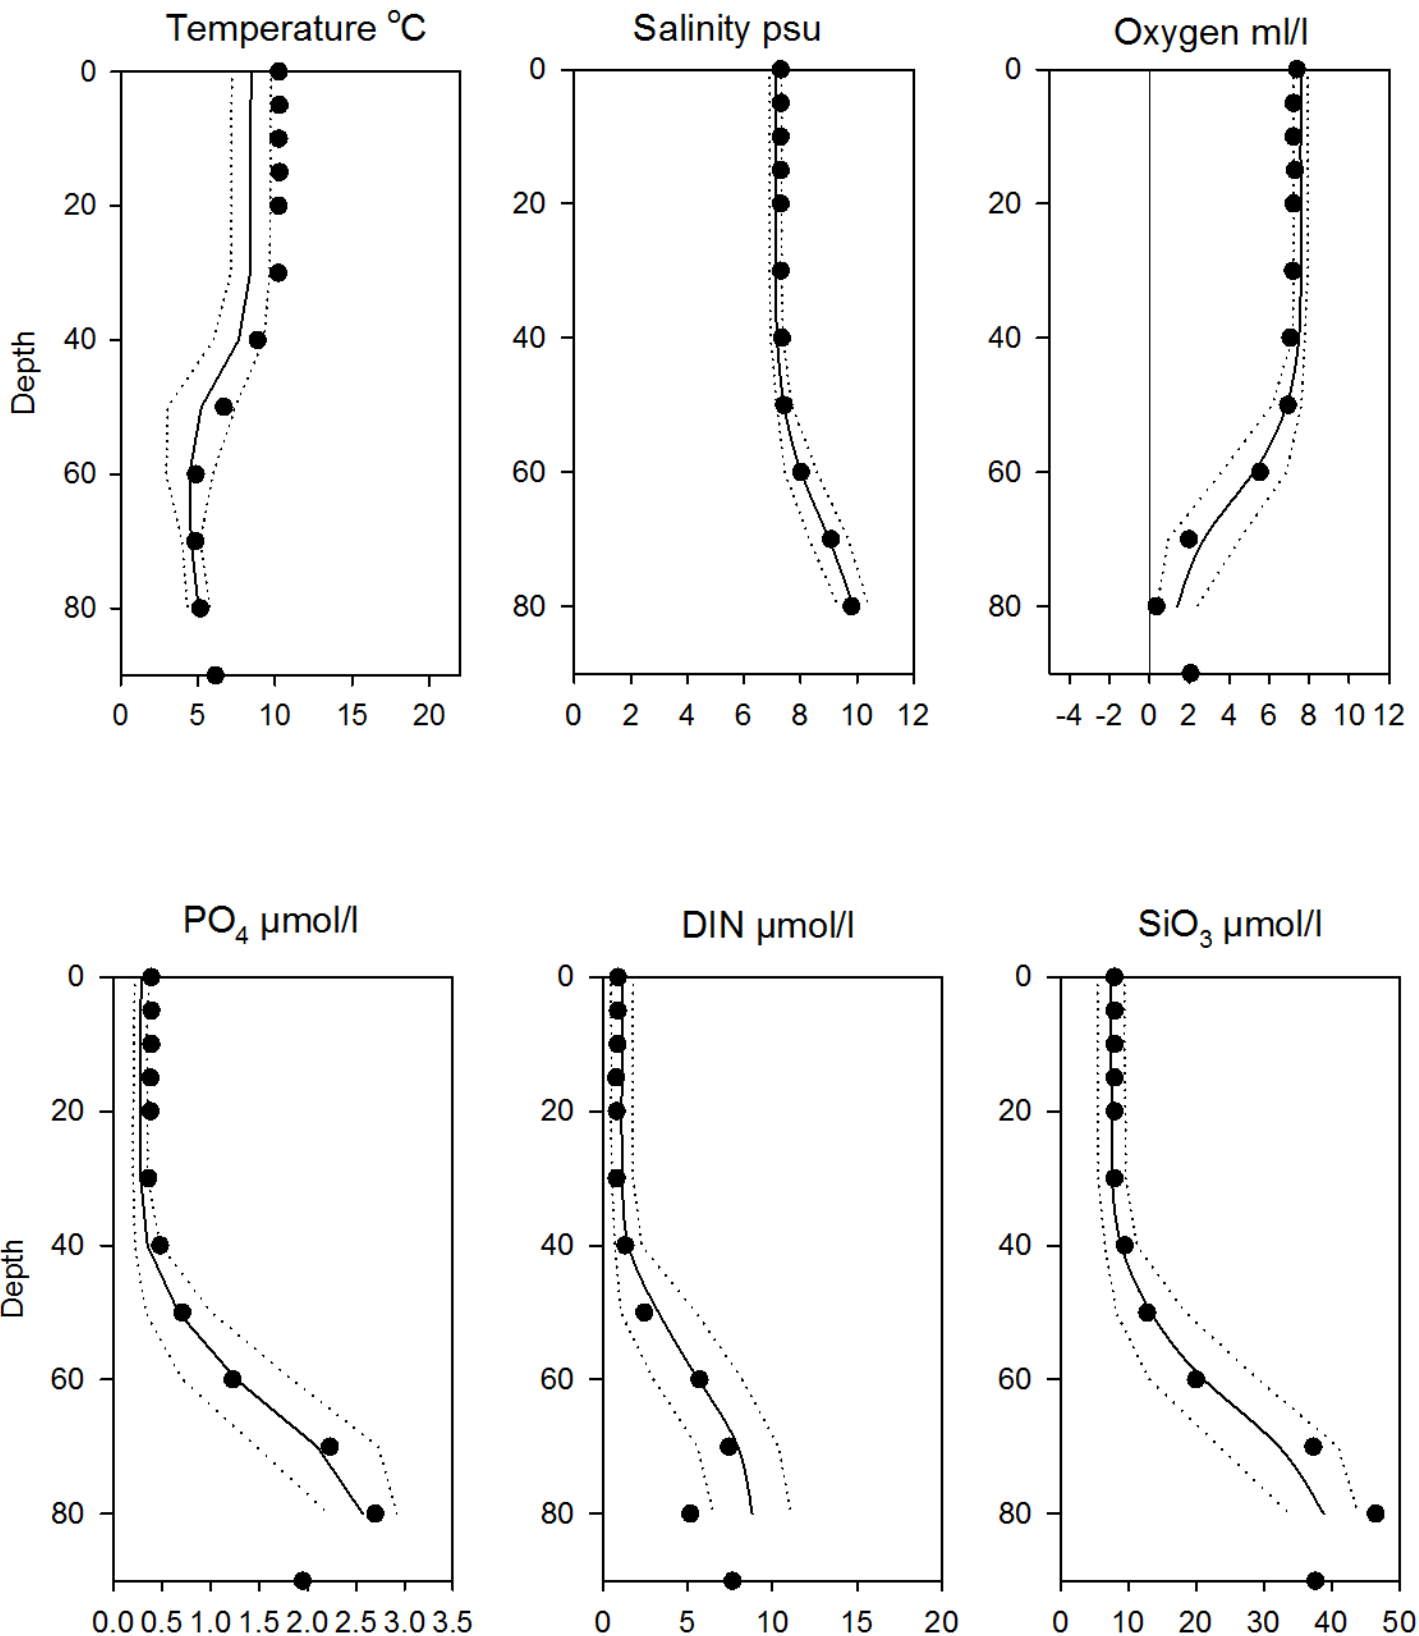 Temperature °C
Salinity psu
Oxygen ml/l
0
20
40
60
80
Depth
0 5 10 15 20
0
20
40
60
80
0 2 4 6 8 10 12
0
20
40
60
80
-4 -2 0 2 4 6 8 10 12
PO4 µmol/l
DIN µmol/l
SiO3 µmol/l
0
20
40
60
80
Depth
0.0 0.5 1.0 1.5 2.0 2.5 3.0 3.5
0
20
40
60
80
0 5 10 15 20
0
20
40
60
80
0 10 20 30 40 50